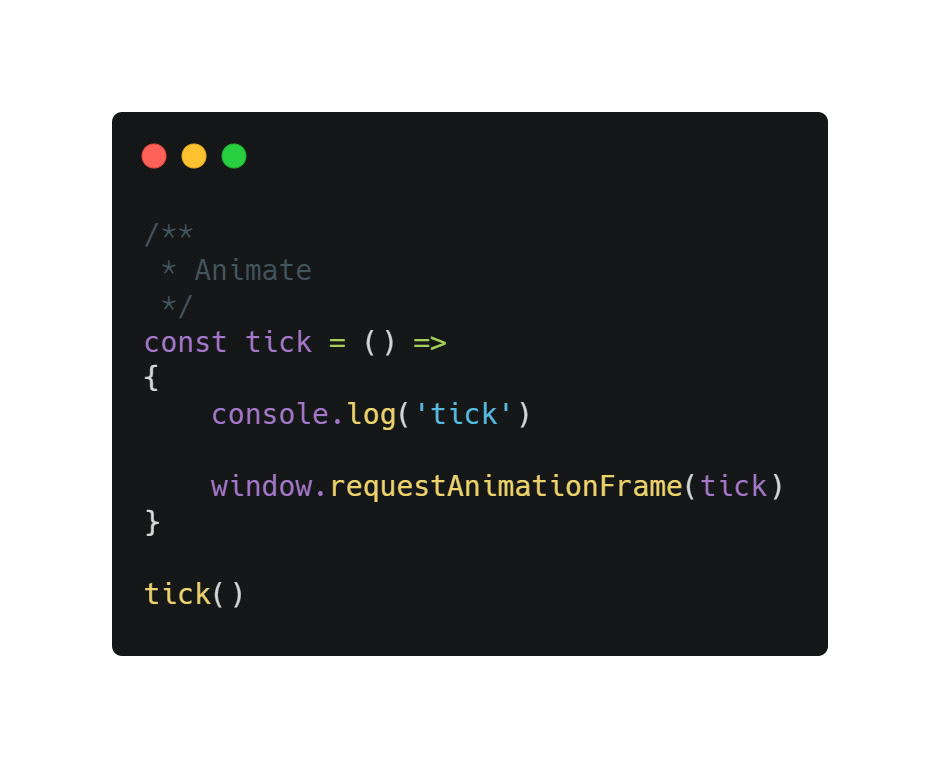 /**
 * Animate
 */
const tick = () =>
{
    console.log('tick')

    window.requestAnimationFrame(tick)
}

tick()